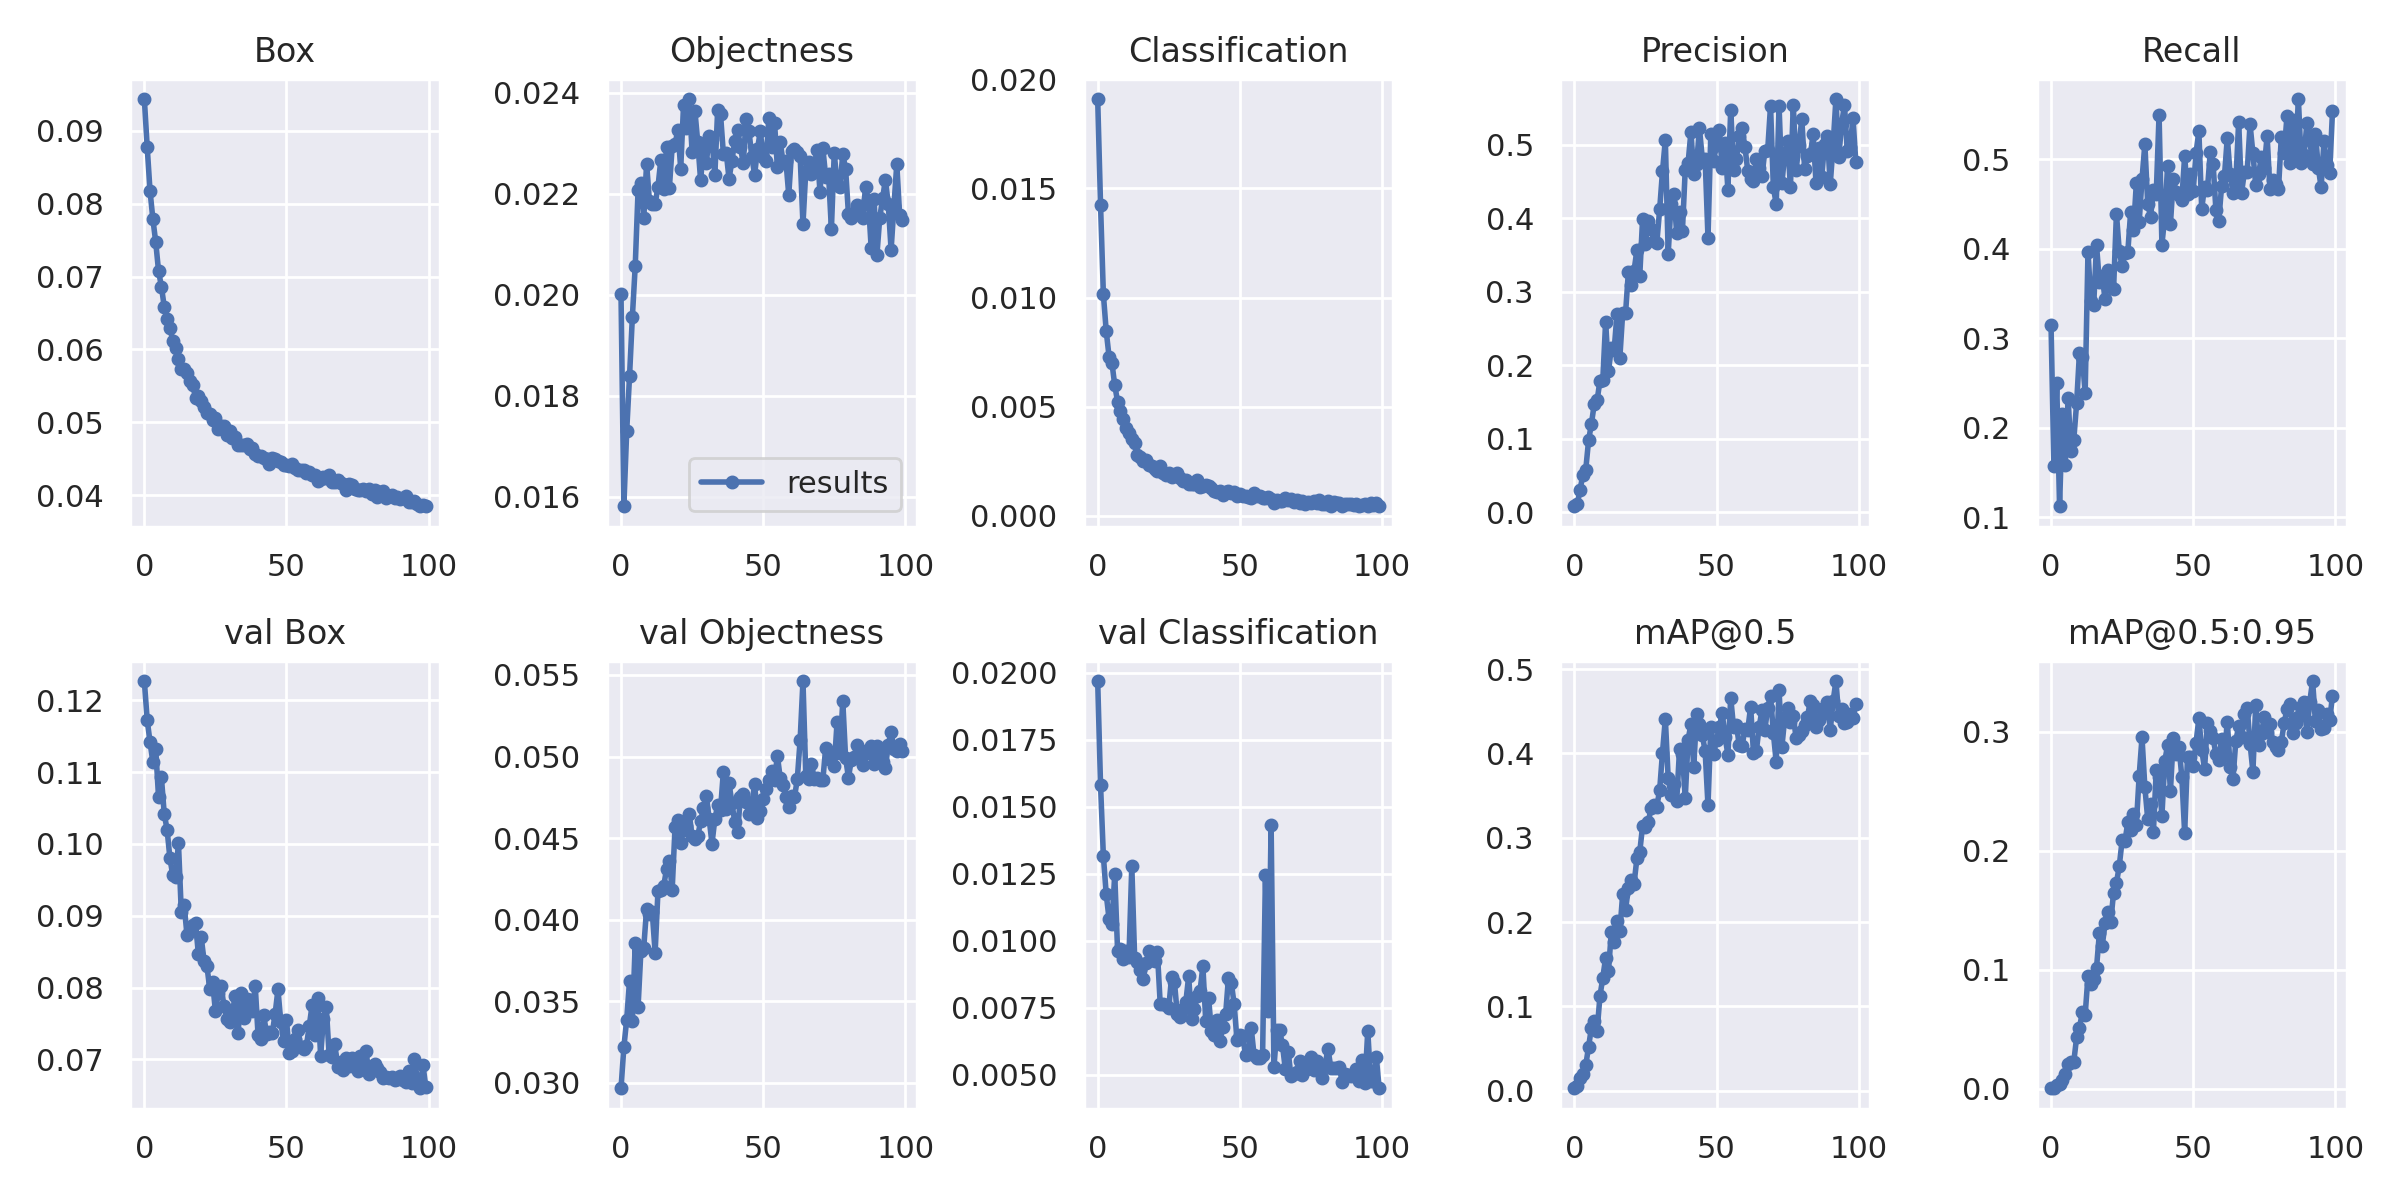 Box
0.09
0.08
0.07
0.06
0.05
0.04
0 50 100
Objectness
0.024
0.022
0.020
0.018
0.016
results
0 50 100
Classification
0.020
0.015
0.010
0.005
0.000
0 50 100
Precision
0.5
0.4
0.3
0.2
0.1
0.0
0 50 100
Recall
0.5
0.4
0.3
0.2
0.1
0 50 100
val Box
0.12
0.11
0.10
0.09
0.08
0.07
0 50 100
val Objectness
0.055
0.050
0.045
0.040
0.035
0.030
0 50 100
val Classification
0.0200
0.0175
0.0150
0.0125
0.0100
0.0075
0.0050
0 50 100
mAP@0.5
0.5
0.4
0.3
0.2
0.1
0.0
0 50 100
mAP@0.5:0.95
0.3
0.2
0.1
0.0
0 50 100